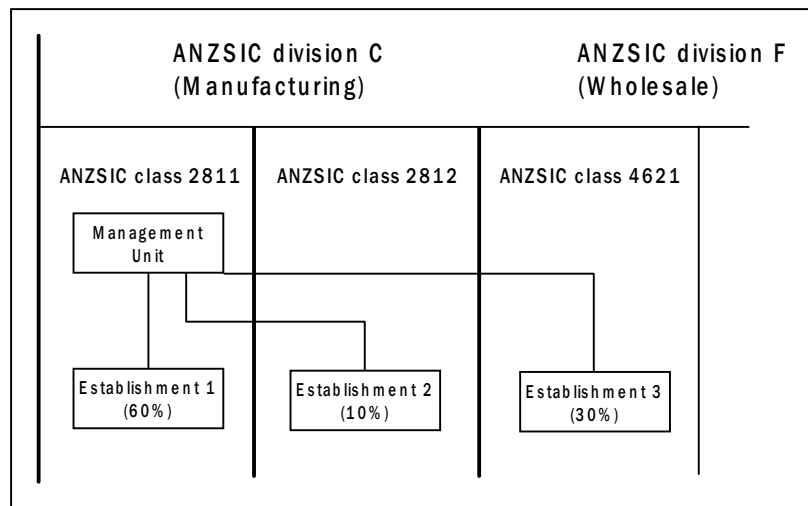 ANZSIC division C
(Manufacturing)
ANZSIC division F
(Wholesale)
ANZSIC class 2811
ANZSIC class 2812
ANZSIC class 4621
Management
Unit
Establishment 1
(60%)
Establishment 2
(10%)
Establishment 3
(30%)